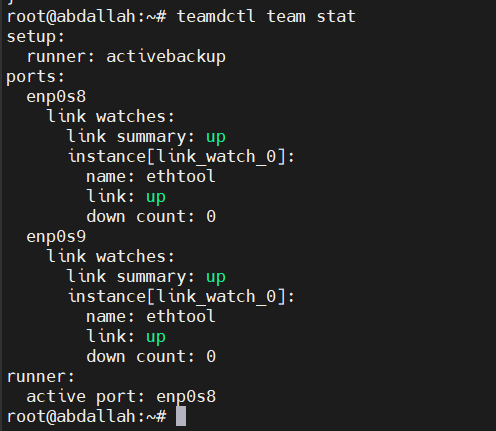 root@abdallah:~# teamdctl team stat
setup:
  runner: activebackup
ports:
  enp0s8
    link watches:
      link summary: up
      instance[link_watch_0]:
        name: ethtool
        link: up
        down count: 0
  enp0s9
    link watches:
      link summary: up
      instance[link_watch_0]:
        name: ethtool
        link: up
        down count: 0
runner:
  active port: enp0s8
root@abdallah:~#